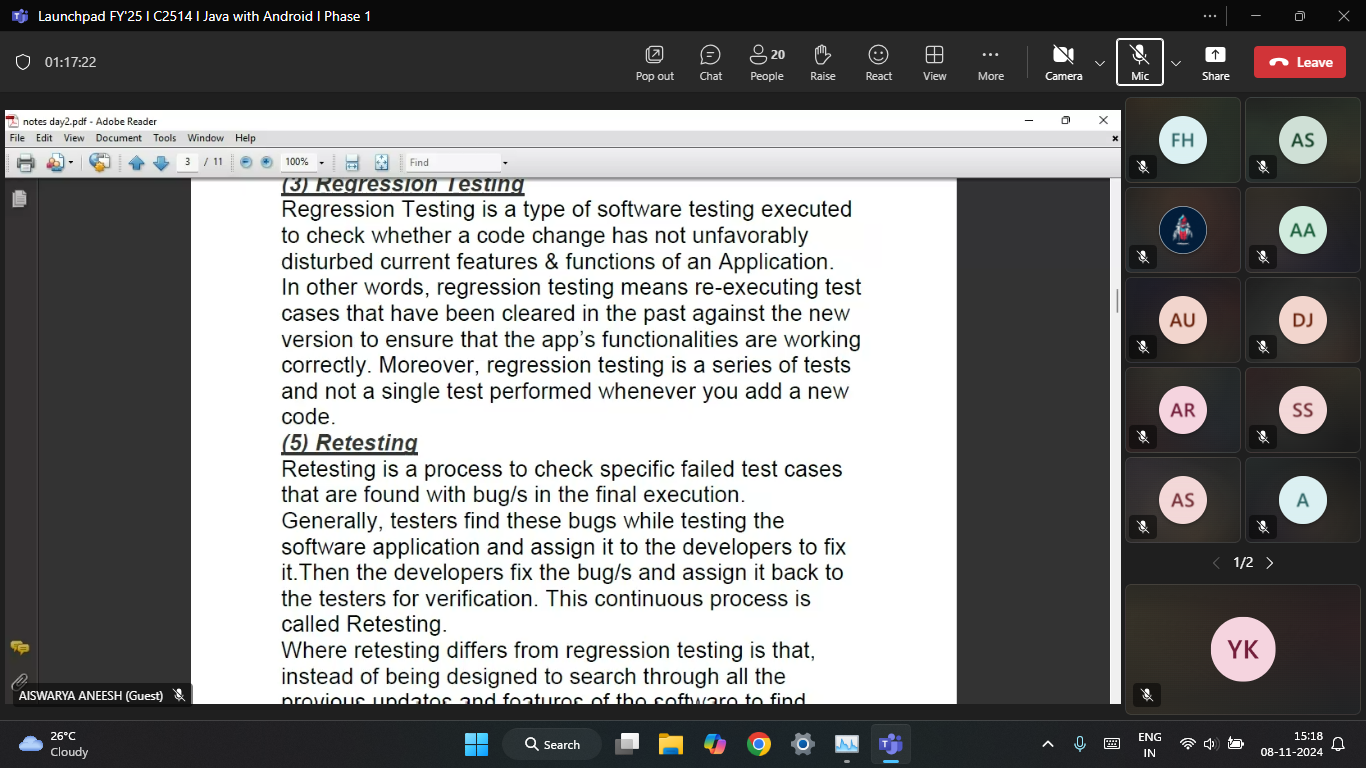 Launchpad FY'25 I C2514 I Java with Android I Phase 1
01:17:22
Pop out
Chat
20
People
Raise
React
View
More
Camera
Mic
Share
Leave
notes day2.pdf - Adobe Reader
File Edit View Document Tools Window Help
3 / 11 100% Find
(3) Regression Testing
Regression Testing is a type of software testing executed
to check whether a code change has not unfavorably
disturbed current features & functions of an Application.
In other words, regression testing means re-executing test
cases that have been cleared in the past against the new
version to ensure that the app's functionalities are working
correctly. Moreover, regression testing is a series of tests
and not a single test performed whenever you add a new
code.
(5) Retesting
Retesting is a process to check specific failed test cases
that are found with bug/s in the final execution.
Generally, testers find these bugs while testing the
software application and assign it to the developers to fix
it.Then the developers fix the bug/s and assign it back to
the testers for verification. This continuous process is
called Retesting.
Where retesting differs from regression testing is that,
instead of being designed to search through all the
previous updates and features of the software to find
AISWARYA ANEESH (Guest)
FH
AS
AA
AU
DJ
AR
SS
AS
A
1/2
YK
26°C
Cloudy
Search
ENG
IN
15:18
08-11-2024